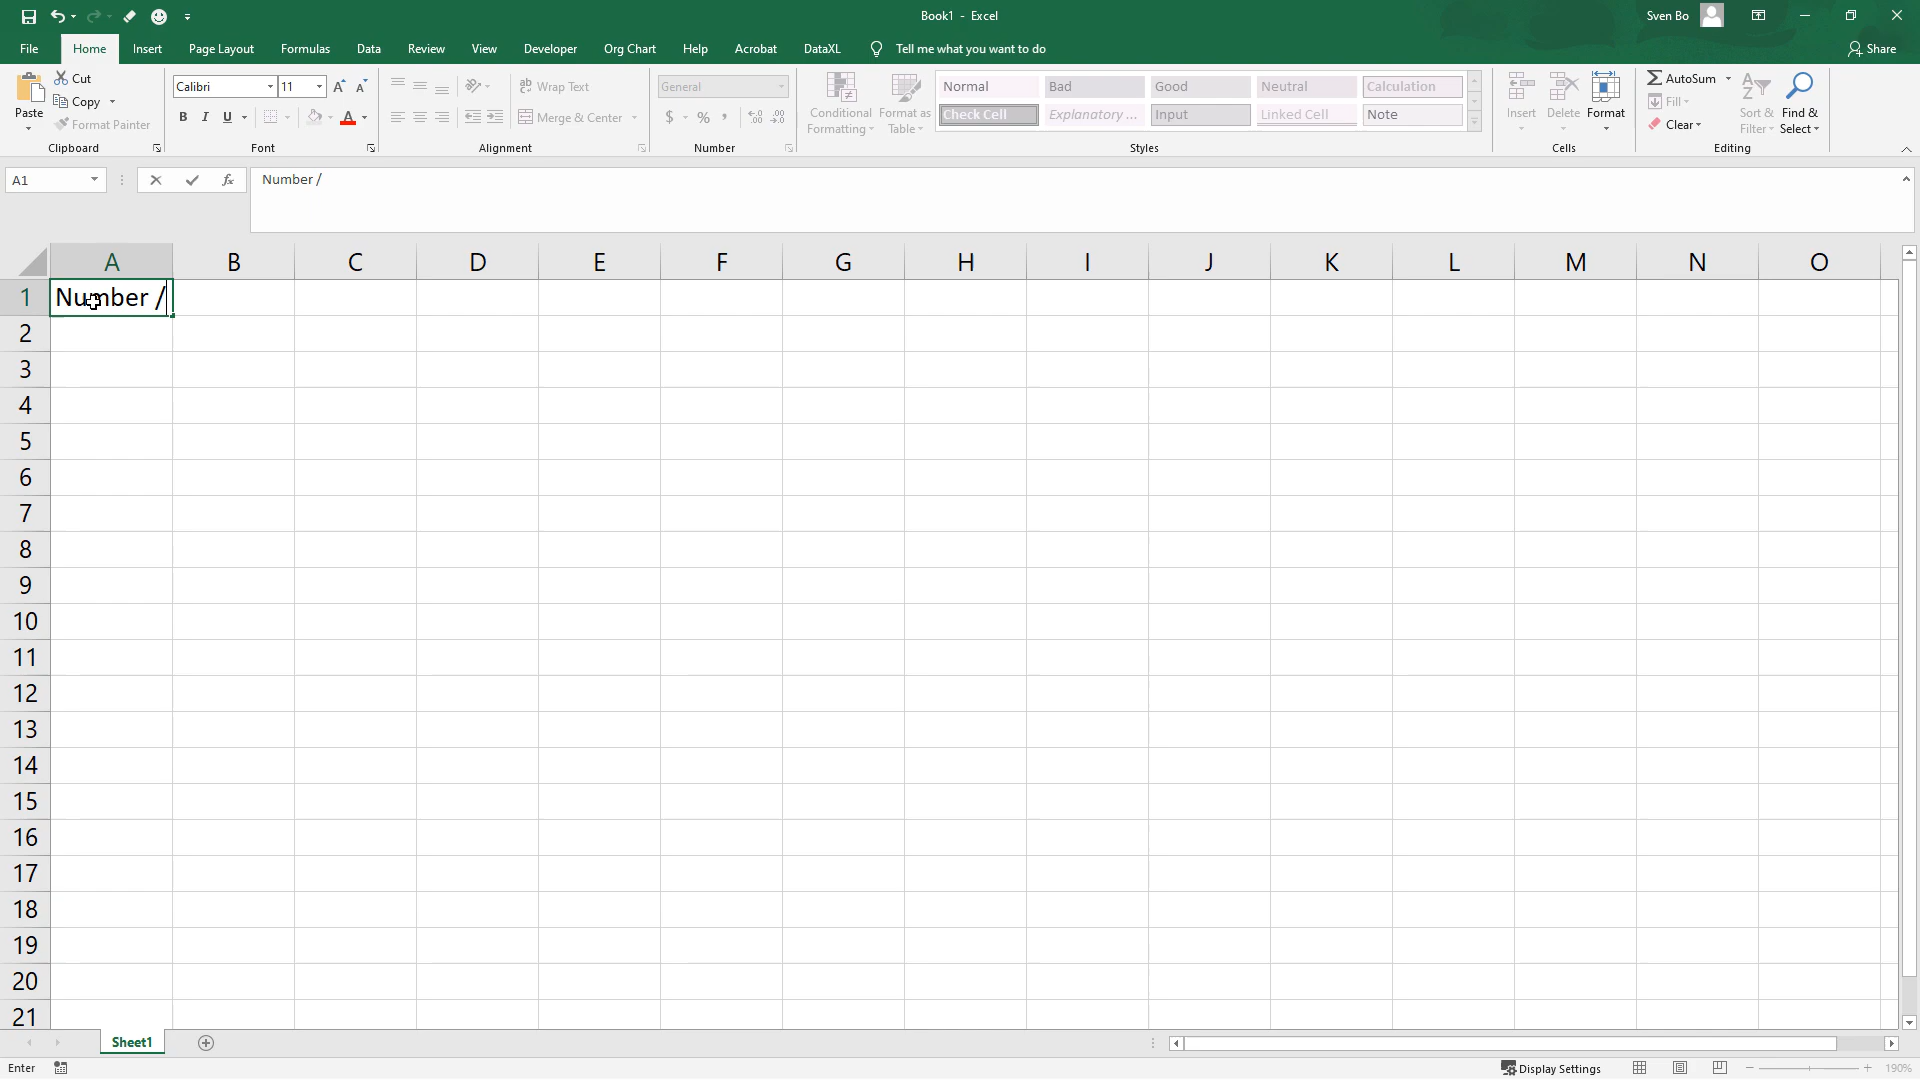 Book1 - Excel
Sven Bo
File Home Insert Page Layout Formulas Data Review View Developer Org Chart Help Acrobat DataXL Tell me what you want to do Share
Paste
Cut
Copy
Format Painter
Clipboard
Calibri 11
B I U A
Font
Wrap Text
Merge & Center
Alignment
General
$ % ,
Number
Conditional Formatting
Format as Table
Normal Bad Good Neutral Calculation
Check Cell Explanatory ... Input Linked Cell Note
Styles
Insert Delete Format
Cells
AutoSum
Fill
Clear
Sort & Filter
Find & Select
Editing
A1 fx Number /
A B C D E F G H I J K L M N O
1 Number /
2
3
4
5
6
7
8
9
10
11
12
13
14
15
16
17
18
19
20
21
Sheet1
Enter Display Settings 190%